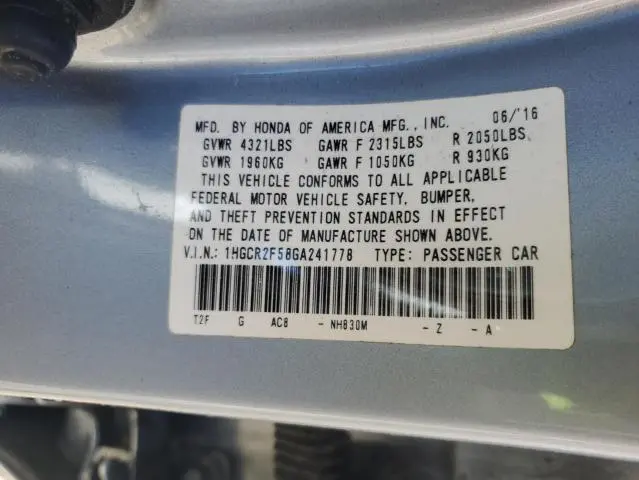 MFD. BY HONDA OF AMERICA MFG., INC. 06/'16
GVWR 4321LBS GAWR F 2315LBS R 2050LBS
GVWR 1960KG GAWR F 1050KG R 930KG
THIS VEHICLE CONFORMS TO ALL APPLICABLE
FEDERAL MOTOR VEHICLE SAFETY, BUMPER,
AND THEFT PREVENTION STANDARDS IN EFFECT
ON THE DATE OF MANUFACTURE SHOWN ABOVE.
V.I.N.: 1HGCR2F58GA241778 TYPE: PASSENGER CAR
T2F G AC8 - NH830M - Z - A